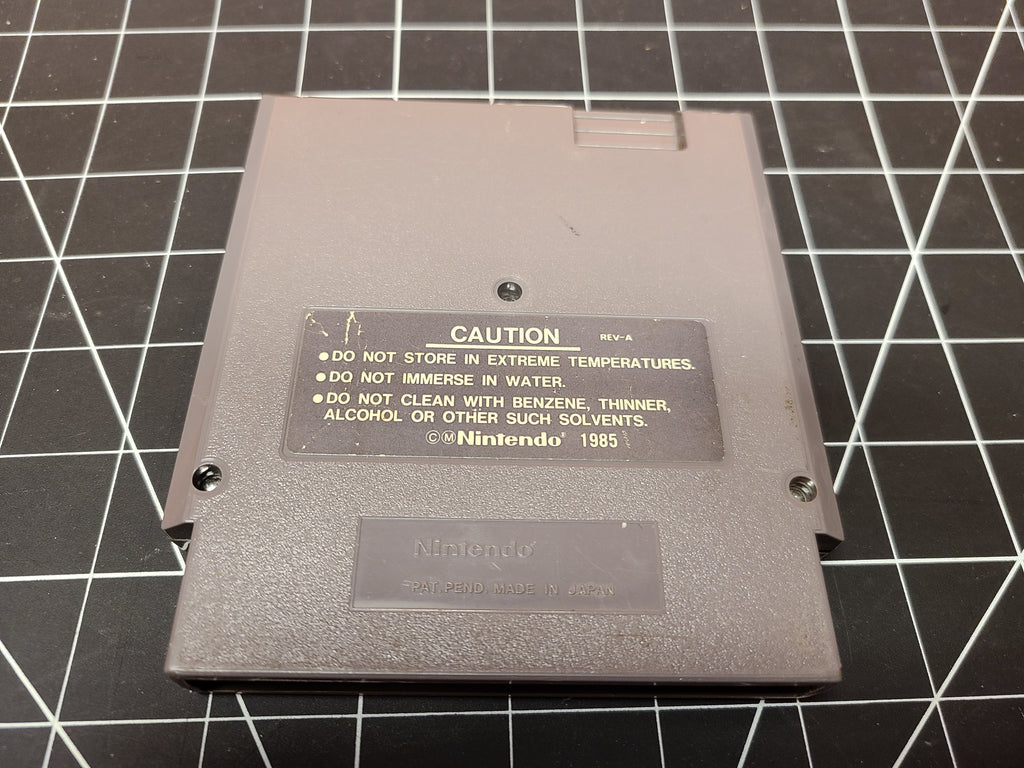 CAUTION REV-A
●DO NOT STORE IN EXTREME TEMPERATURES.
●DO NOT IMMERSE IN WATER.
●DO NOT CLEAN WITH BENZENE, THINNER,
ALCOHOL OR OTHER SUCH SOLVENTS.
©ⓂNintendo® 1985
Nintendo®
PAT. PEND. MADE IN JAPAN